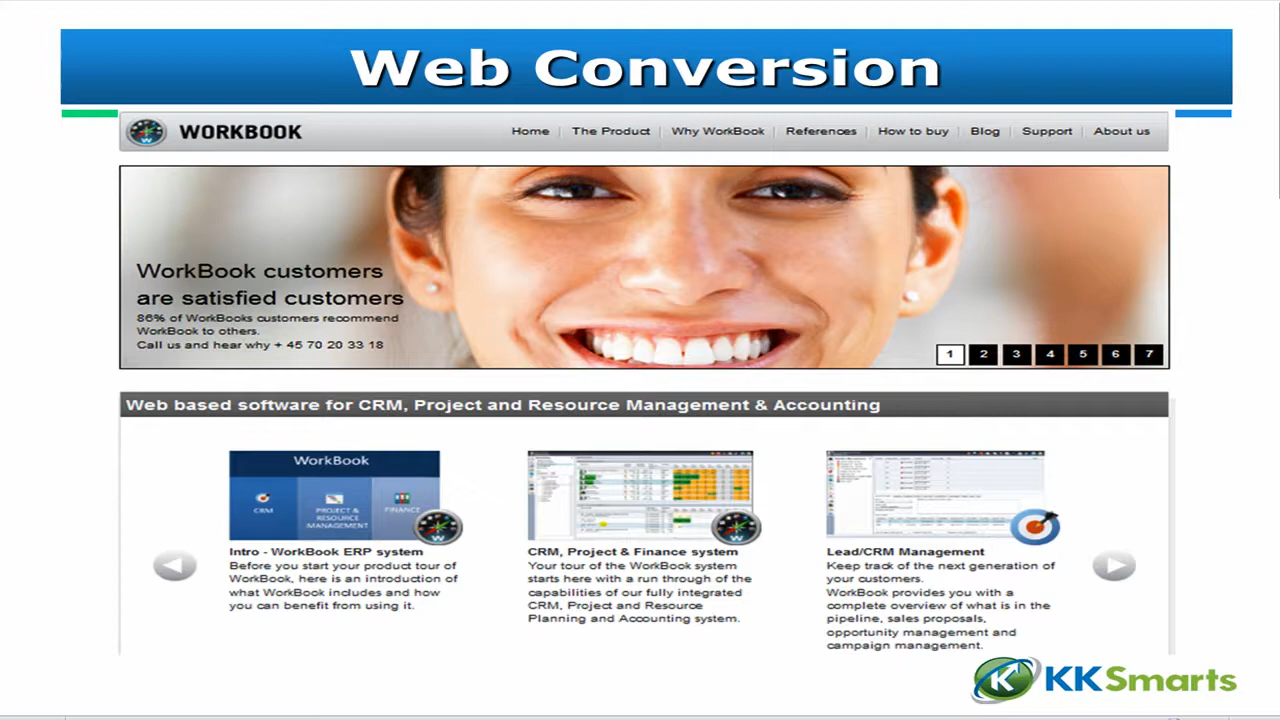 Web Conversion
WORKBOOK
Home
The Product
Why WorkBook
References
How to buy
Blog
Support
About us
WorkBook customers
are satisfied customers
86% of WorkBooks customers recommend
WorkBook to others.
Call us and hear why + 45 70 20 33 18
1 2 3 4 5 6 7
Web based software for CRM, Project and Resource Management & Accounting
WorkBook
CRM
PROJECT &
RESOURCE
MANAGEMENT
FINANCE
Intro - WorkBook ERP system
Before you start your product tour of
WorkBook, here is an introduction of
what WorkBook includes and how
you can benefit from using it.
CRM, Project & Finance system
Your tour of the WorkBook system
starts here with a run through of the
capabilities of our fully integrated
CRM, Project and Resource
Planning and Accounting system.
Lead/CRM Management
Keep track of the next generation of
your customers.
WorkBook provides you with a
complete overview of what is in the
pipeline, sales proposals,
opportunity management and
campaign management.
KKSmarts